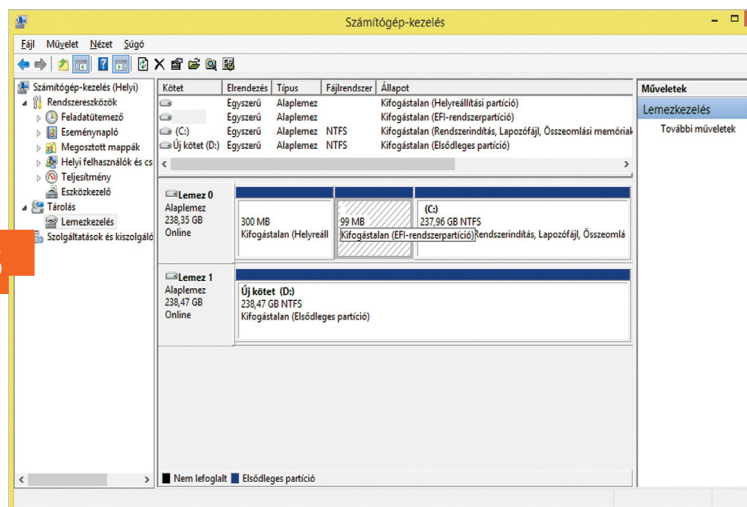 Számítógép-kezelés
Fájl Művelet Nézet Súgó
Számítógép-kezelés (Helyi)
Rendszereszközök
Feladatütemező
Eseménynapló
Megosztott mappák
Helyi felhasználók és cs
Teljesítmény
Eszközkezelő
Tárolás
Lemezkezelés
Szolgáltatások és kiszolgáló
Kötet Elrendezés Típus Fájlrendszer Állapot
Egyszerű Alaplemez Kifogástalan (Helyreállítási partíció)
Egyszerű Alaplemez Kifogástalan (EFI-rendszerpartíció)
(C:) Egyszerű Alaplemez NTFS Kifogástalan (Rendszerindítás, Lapozófájl, Összeomlási memóriak
Új kötet (D:) Egyszerű Alaplemez NTFS Kifogástalan (Elsődleges partíció)
Lemez 0
Alaplemez
238,35 GB
Online
300 MB
Kifogástalan (Helyreáll
99 MB
Kifogástalan (EFI-rendszerpartíció)
(C:)
237,96 GB NTFS
Rendszerindítás, Lapozófájl, Összeomlá
Lemez 1
Alaplemez
238,47 GB
Online
Új kötet (D:)
238,47 GB NTFS
Kifogástalan (Elsődleges partíció)
Nem lefoglalt Elsődleges partíció
Műveletek
Lemezkezelés
További műveletek